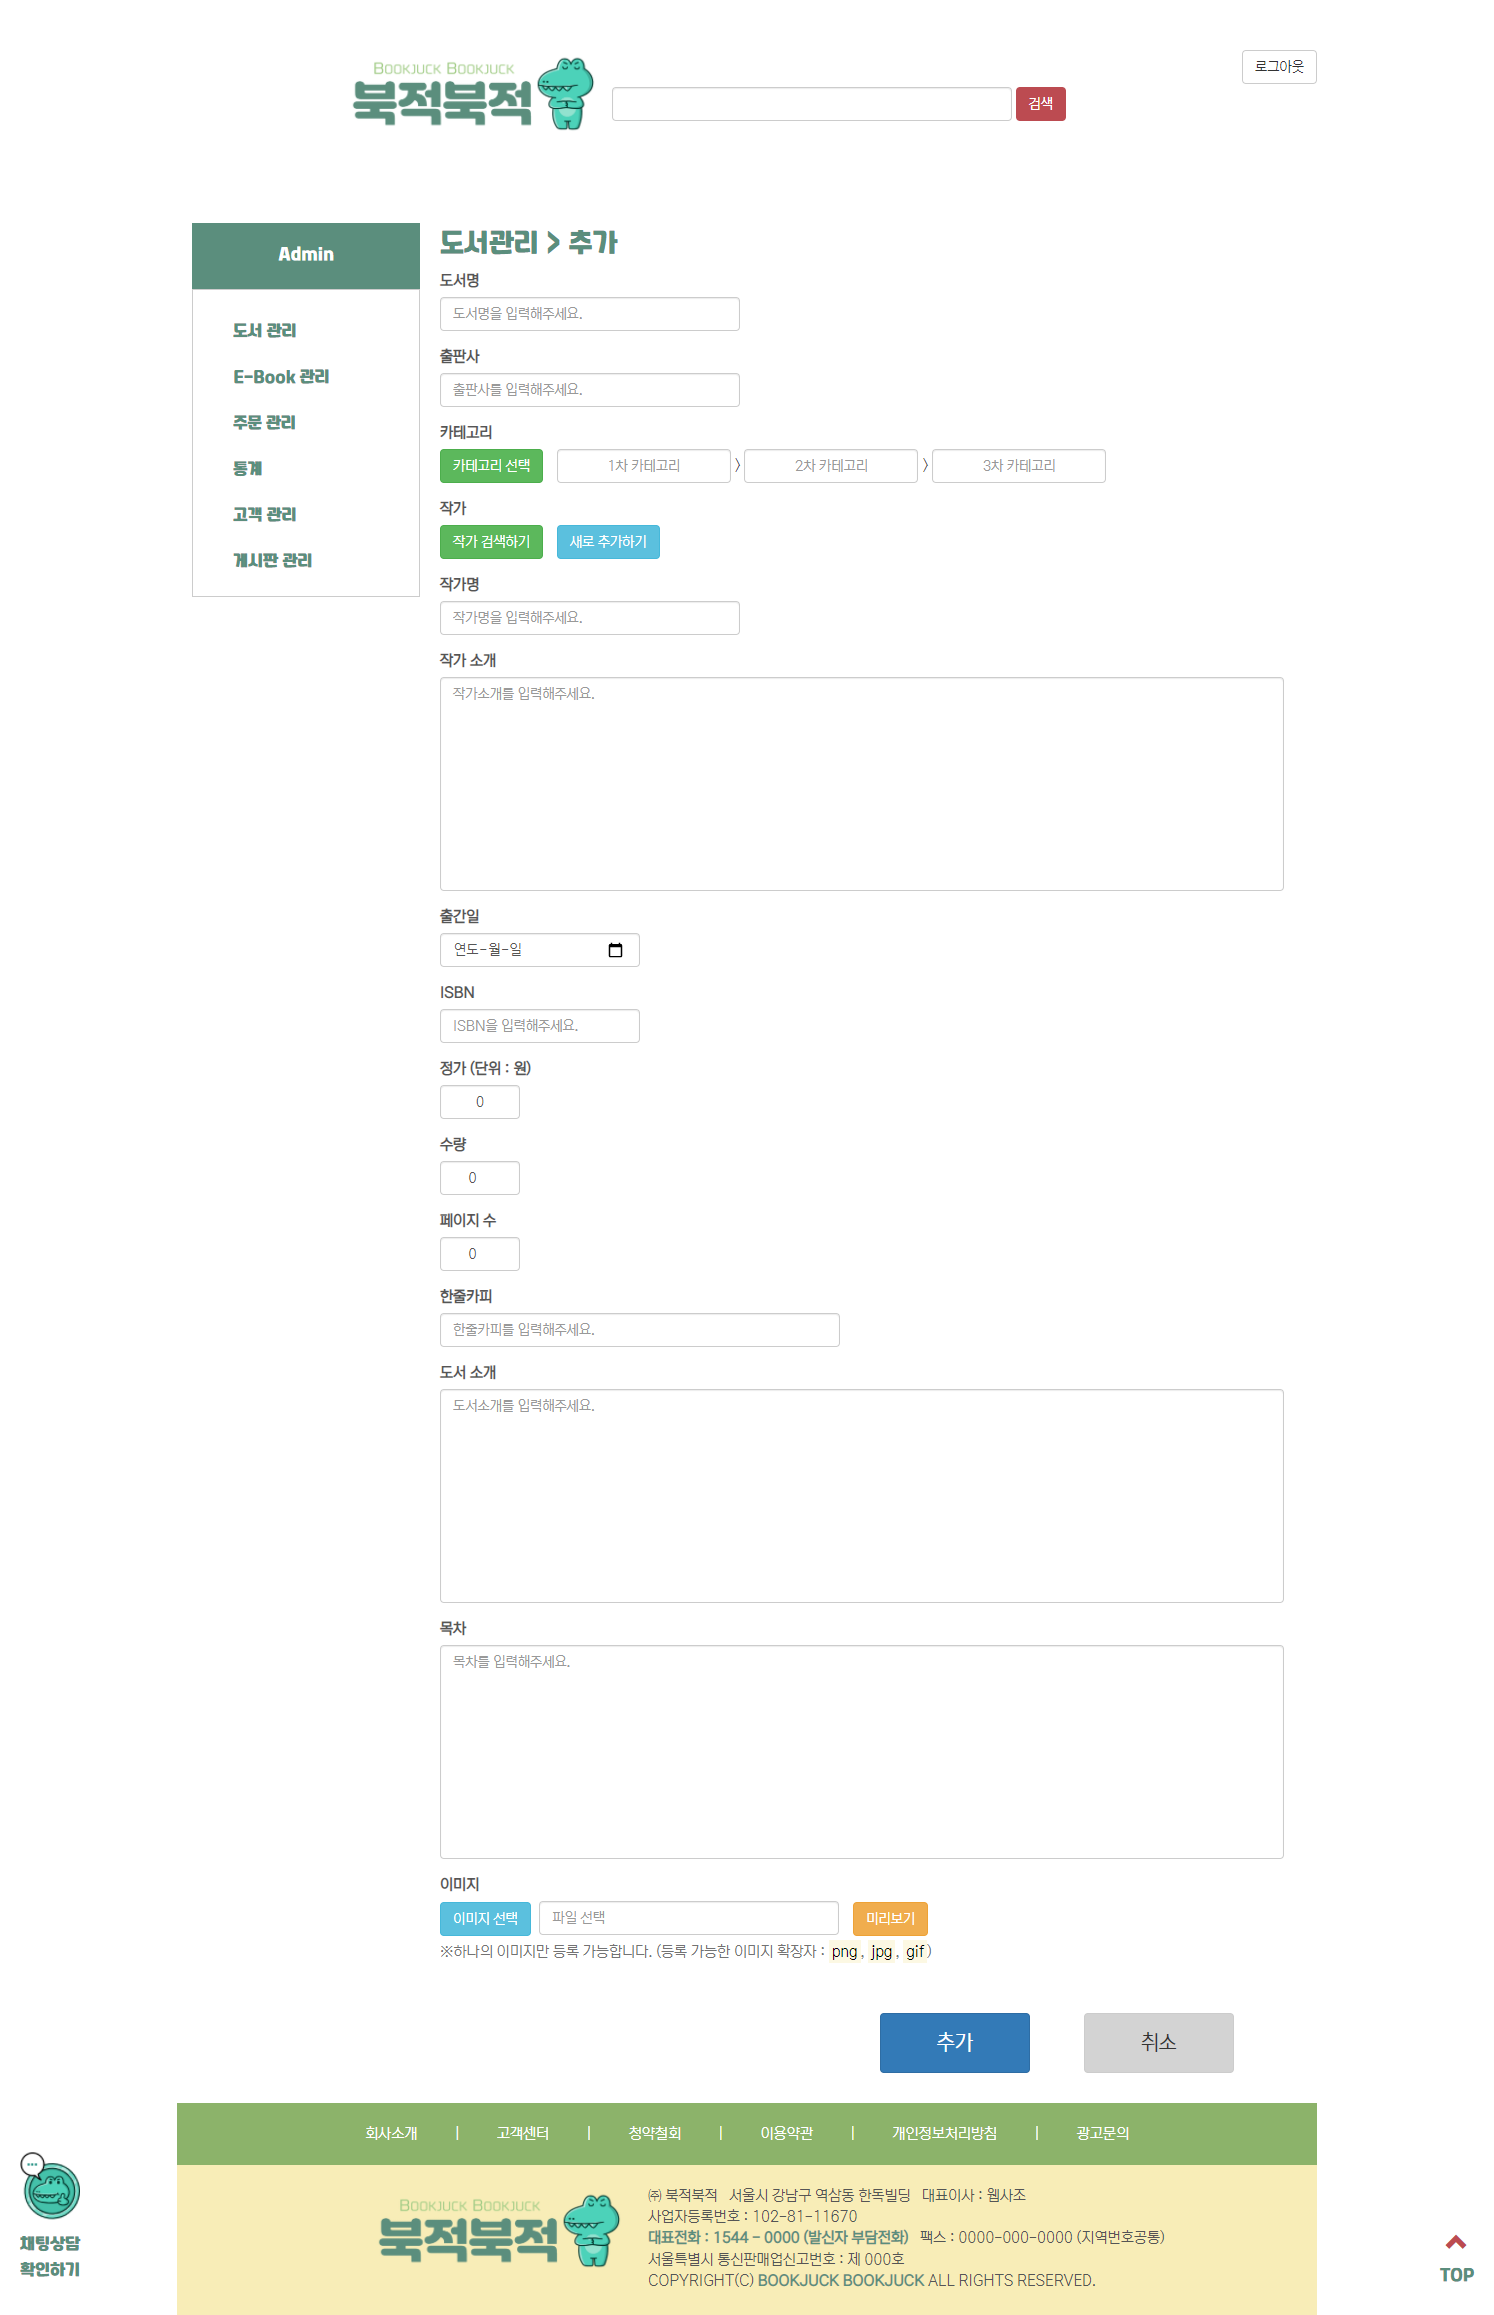 로그아웃
BOOKJUCK BOOKJUCK
북적북적
검색
Admin
도서 관리
E-Book 관리
주문 관리
통계
고객 관리
게시판 관리
도서관리 > 추가
도서명
도서명을 입력해주세요.
출판사
출판사를 입력해주세요.
카테고리
카테고리 선택 1차 카테고리 > 2차 카테고리 > 3차 카테고리
작가
작가 검색하기 새로 추가하기
작가명
작가명을 입력해주세요.
작가 소개
작가소개를 입력해주세요.
출간일
연도-월-일
ISBN
ISBN을 입력해주세요.
정가 (단위 : 원)
0
수량
0
페이지 수
0
한줄카피
한줄카피를 입력해주세요.
도서 소개
도서소개를 입력해주세요.
목차
목차를 입력해주세요.
이미지
이미지 선택 파일 선택 미리보기
※하나의 이미지만 등록 가능합니다. (등록 가능한 이미지 확장자 : png, jpg, gif)
추가 취소
회사소개 | 고객센터 | 청약철회 | 이용약관 | 개인정보처리방침 | 광고문의
BOOKJUCK BOOKJUCK
북적북적
㈜ 북적북적 서울시 강남구 역삼동 한독빌딩 대표이사 : 웹사조
사업자등록번호 : 102-81-11670
대표전화 : 1544 - 0000 (발신자 부담전화) 팩스 : 0000-000-0000 (지역번호공통)
서울특별시 통신판매업신고번호 : 제 000호
COPYRIGHT(C) BOOKJUCK BOOKJUCK ALL RIGHTS RESERVED.
채팅상담
확인하기
TOP